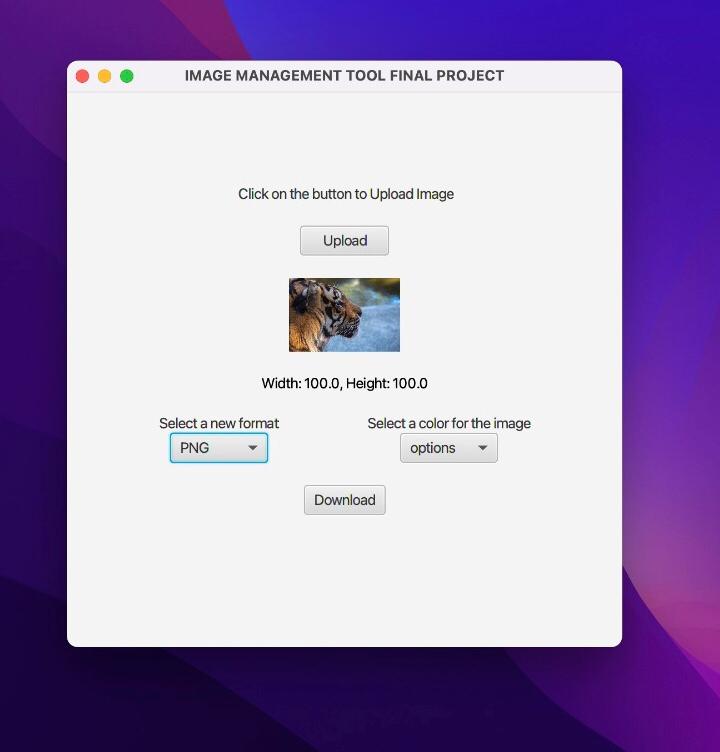 IMAGE MANAGEMENT TOOL FINAL PROJECT
Click on the button to Upload Image
Upload
Width: 100.0, Height: 100.0
Select a new format
Select a color for the image
PNG
options
Download